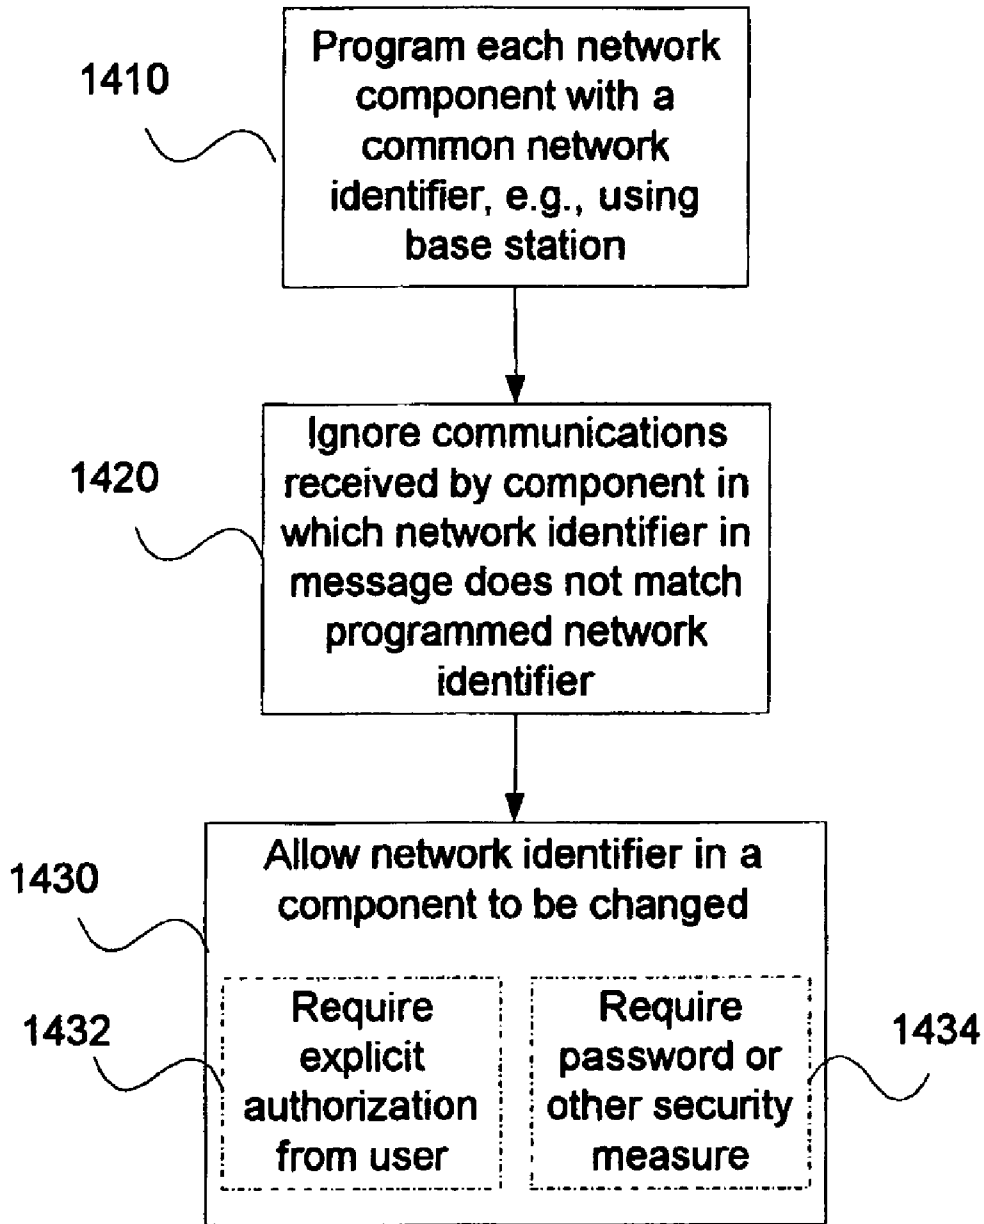 1410
Program each network
component with a
common network
identifier, e.g., using
base station
1420
Ignore communications
received by component in
which network identifier in
message does not match
programmed network
identifier
1430
Allow network identifier in a
component to be changed
1432
Require
explicit
authorization
from user
Require
password or
other security
measure
1434